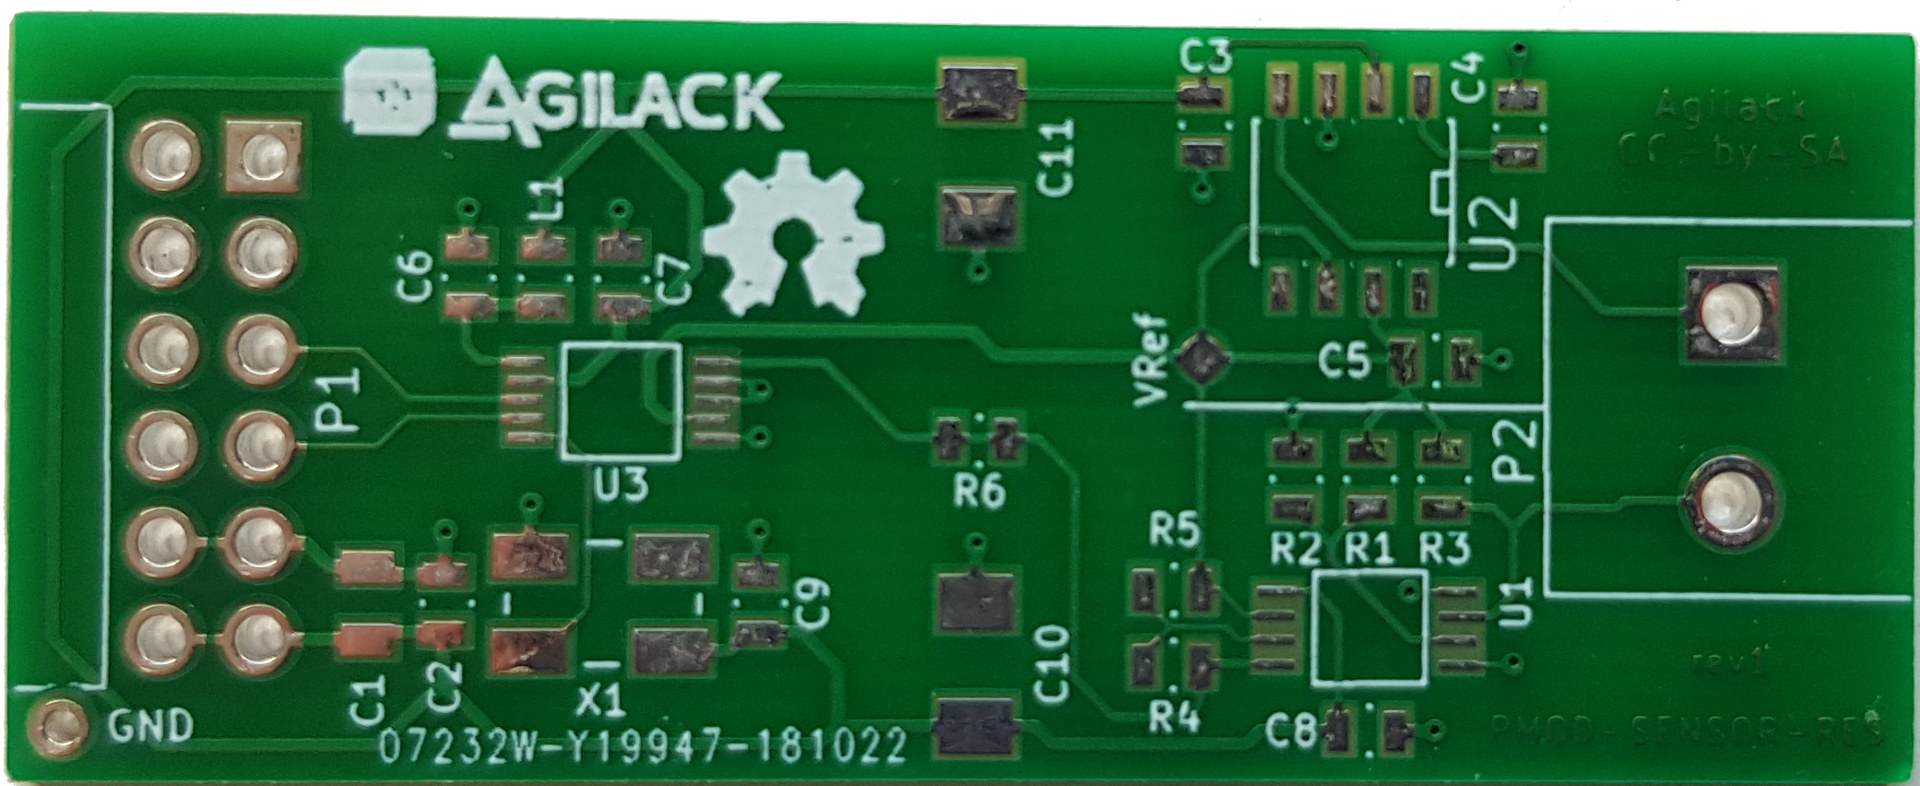 AGILACK
C3
C4
Agilack
CC-by-SA
C11
L1
C6
C7
U2
VRef
C5
P1
P2
U3
R6
R5
R2 R1 R3
U1
C9
C10
rev1
C1
C2
X1
R4
GND
C8
07232W-Y19947-181022
PMOD-SENSOR-RES